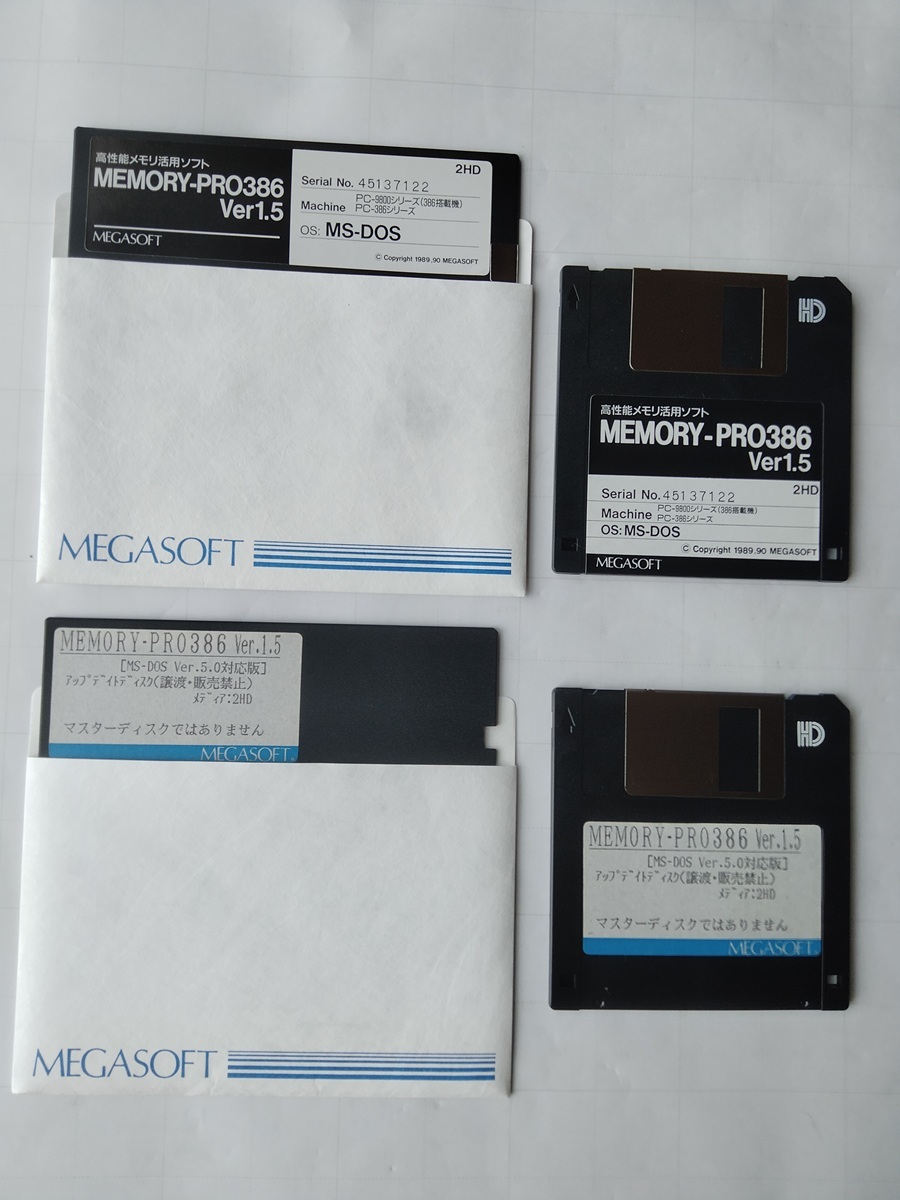 高性能メモリ活用ソフト
MEMORY-PRO386
Ver1.5
MEGASOFT
2HD
Serial No. 45137122
Machine PC-9800シリーズ(386搭載機)
PC-386シリーズ
OS: MS-DOS
© Copyright 1989,90 MEGASOFT
MEGASOFT
HD
高性能メモリ活用ソフト
MEMORY-PRO386
Ver1.5
2HD
Serial No. 45137122
Machine PC-9800シリーズ(386搭載機)
PC-386シリーズ
OS: MS-DOS
© Copyright 1989,90 MEGASOFT
MEGASOFT
MEMORY-PRO386 Ver.1.5
[MS-DOS Ver.5.0対応版]
ｱｯﾌﾟﾃﾞｲﾄﾃﾞｨｽｸ(譲渡・販売禁止)
ﾒﾃﾞｨｱ:2HD
マスターディスクではありません
MEGASOFT.
MEGASOFT
HD
MEMORY-PRO386 Ver.1.5
[MS-DOS Ver.5.0対応版]
ｱｯﾌﾟﾃﾞｲﾄﾃﾞｨｽｸ(譲渡・販売禁止)
ﾒﾃﾞｨｱ:2HD
マスターディスクではありません
MEGASOFT.